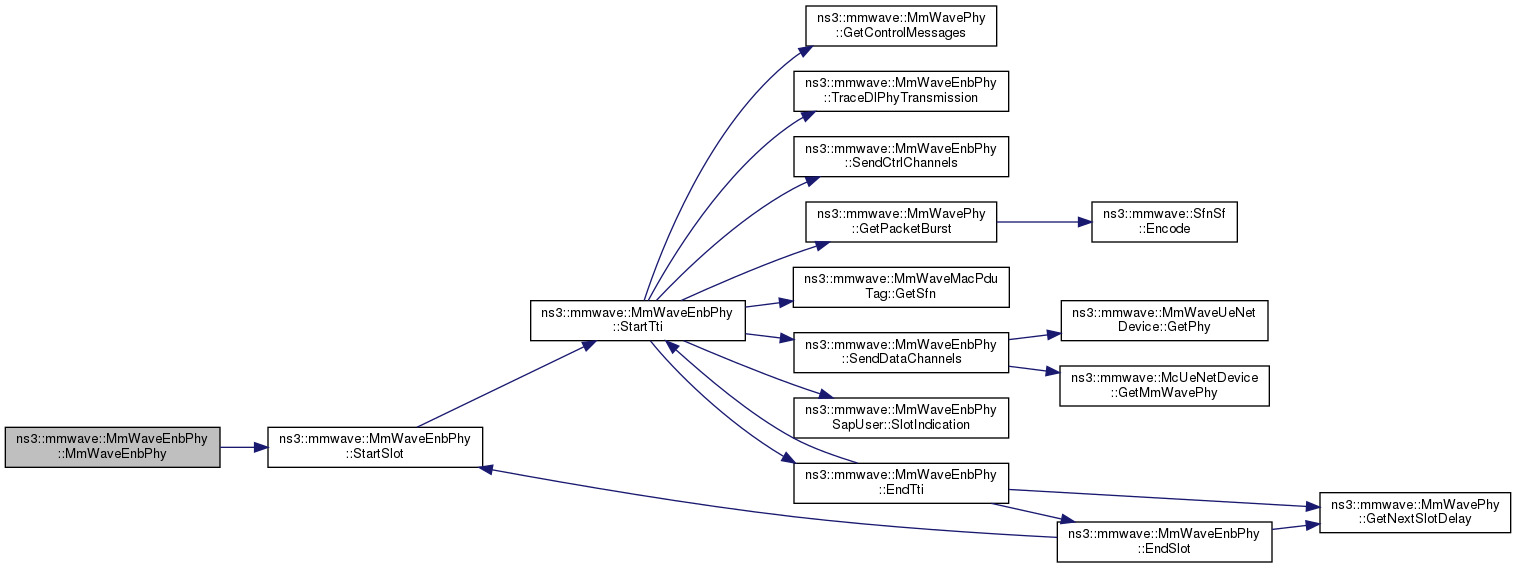 ns3::mmwave::MmWavePhy
::GetControlMessages
ns3::mmwave::MmWaveEnbPhy
::TraceDlPhyTransmission
ns3::mmwave::MmWaveEnbPhy
::SendCtrlChannels
ns3::mmwave::MmWavePhy
::GetPacketBurst
ns3::mmwave::SfnSf
::Encode
ns3::mmwave::MmWaveMacPdu
Tag::GetSfn
ns3::mmwave::MmWaveEnbPhy
::StartTti
ns3::mmwave::MmWaveUeNet
Device::GetPhy
ns3::mmwave::MmWaveEnbPhy
::SendDataChannels
ns3::mmwave::McUeNetDevice
::GetMmWavePhy
ns3::mmwave::MmWaveEnbPhy
SapUser::SlotIndication
ns3::mmwave::MmWaveEnbPhy
::MmWaveEnbPhy
ns3::mmwave::MmWaveEnbPhy
::StartSlot
ns3::mmwave::MmWaveEnbPhy
::EndTti
ns3::mmwave::MmWavePhy
::GetNextSlotDelay
ns3::mmwave::MmWaveEnbPhy
::EndSlot